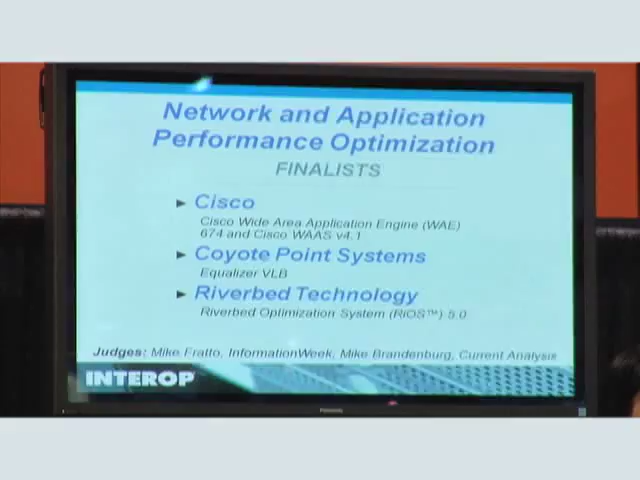 Network and Application
Performance Optimization
FINALISTS
► Cisco
Cisco Wide Area Application Engine (WAE)
674 and Cisco WAAS v4.1
► Coyote Point Systems
Equalizer VLB
► Riverbed Technology
Riverbed Optimization System (RiOS™) 5.0
Judges: Mike Fratto, InformationWeek, Mike Brandenburg, Current Analysis
INTEROP
Panasonic